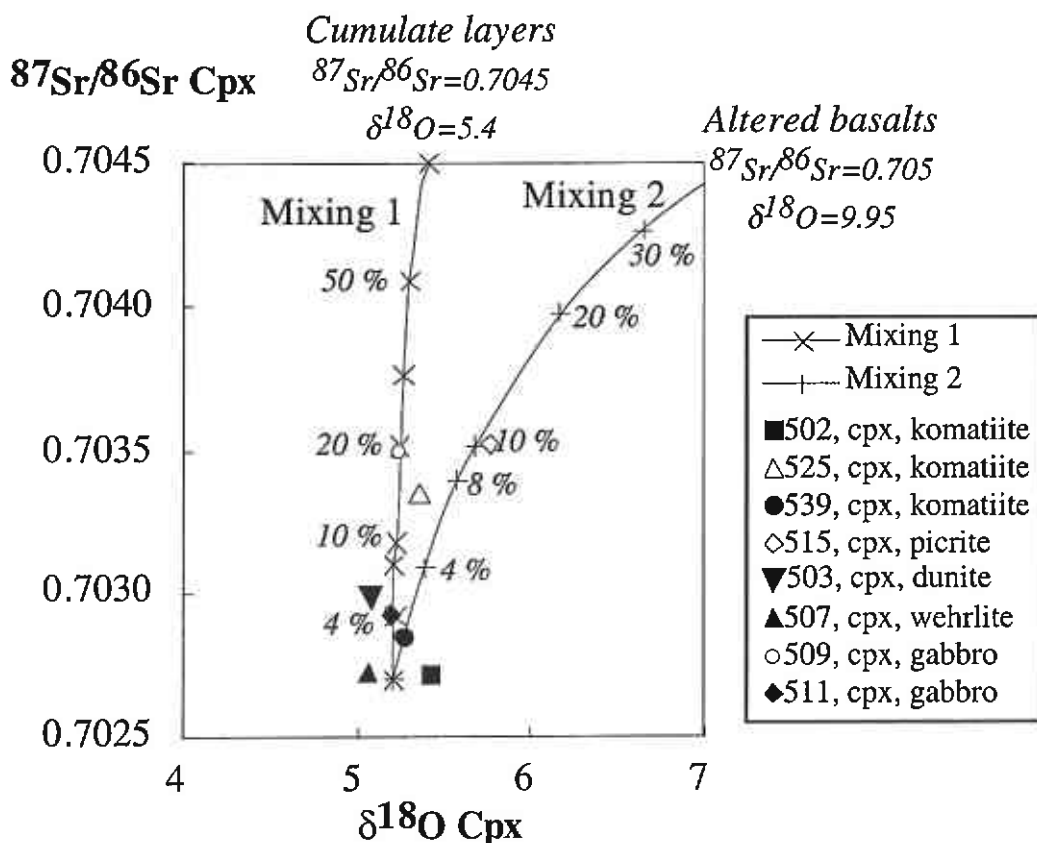 Cumulate layers
⁸⁷Sr/⁸⁶Sr Cpx
⁸⁷Sr/⁸⁶Sr=0.7045
δ¹⁸O=5.4
Altered basalts
⁸⁷Sr/⁸⁶Sr=0.705
δ¹⁸O=9.95
0.7045
0.7040
0.7035
0.7030
0.7025
Mixing 1
Mixing 2
50 %
20 %
10 %
4 %
30 %
20 %
10 %
8 %
4 %
4
5
6
7
δ¹⁸O Cpx
Mixing 1
Mixing 2
502, cpx, komatiite
525, cpx, komatiite
539, cpx, komatiite
515, cpx, picrite
503, cpx, dunite
507, cpx, wehrlite
509, cpx, gabbro
511, cpx, gabbro